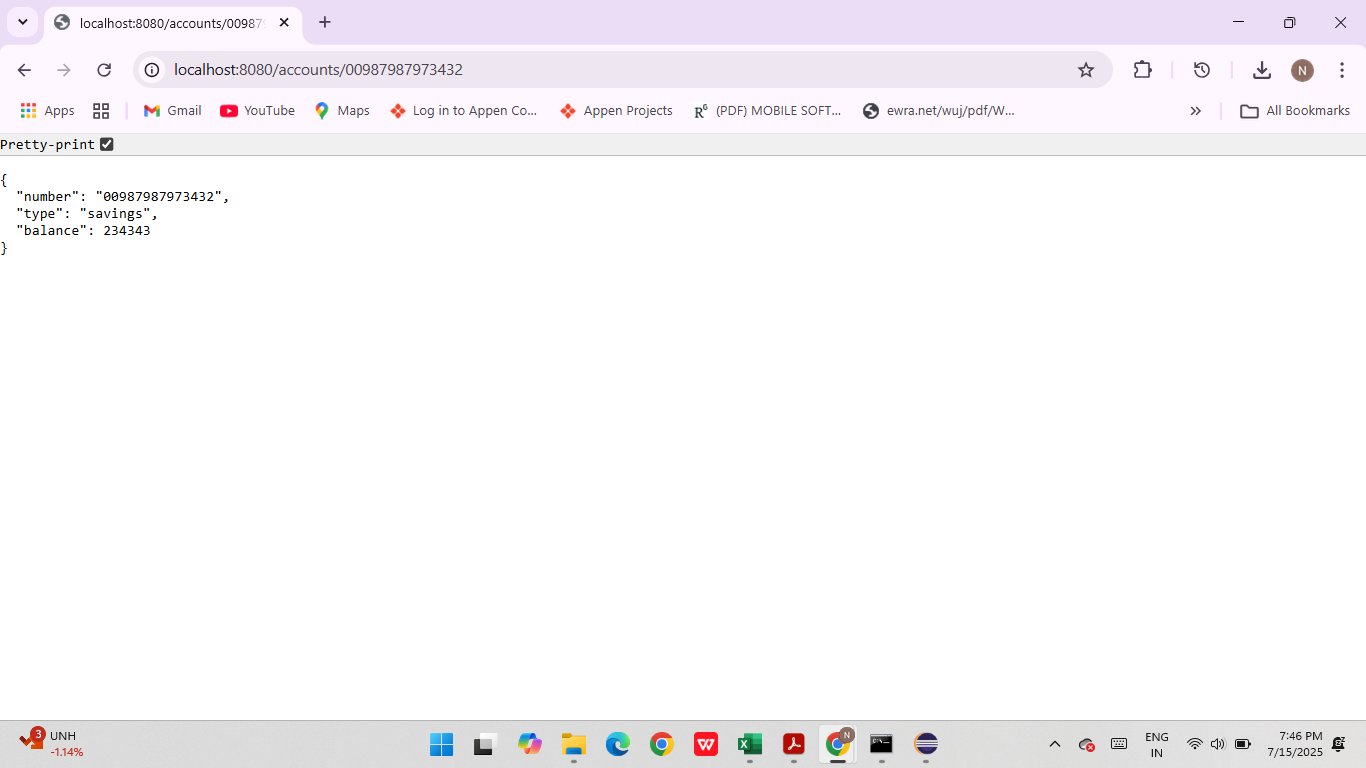 localhost:8080/accounts/00987
localhost:8080/accounts/00987987973432
N
Apps
Gmail
YouTube
Maps
Log in to Appen Co...
Appen Projects
(PDF) MOBILE SOFT...
ewra.net/wuj/pdf/W...
»
All Bookmarks
Pretty-print
{
"number": "00987987973432",
"type": "savings",
"balance": 234343
}
3
UNH
-1.14%
N
ENG
IN
7:46 PM
7/15/2025